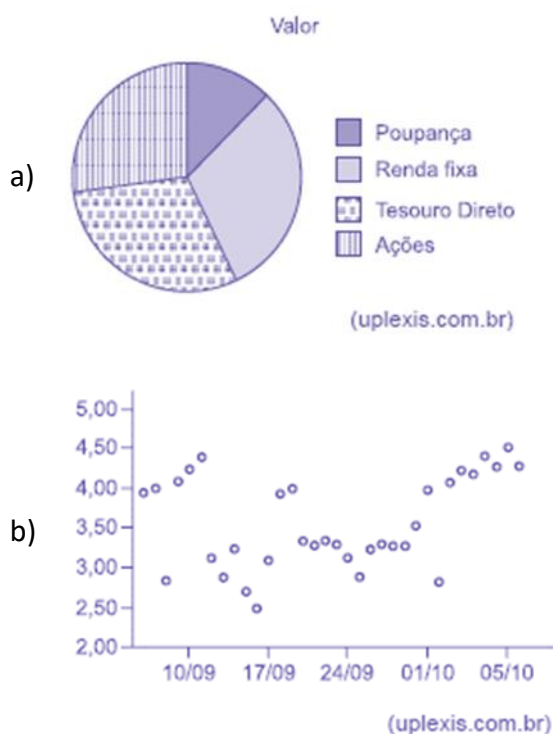 Valor
a)
Poupança
Renda fixa
Tesouro Direto
Ações
(uplexis.com.br)
b)
5,00
4,50
4,00
3,50
3,00
2,50
2,00
10/09 17/09 24/09 01/10 05/10
(uplexis.com.br)